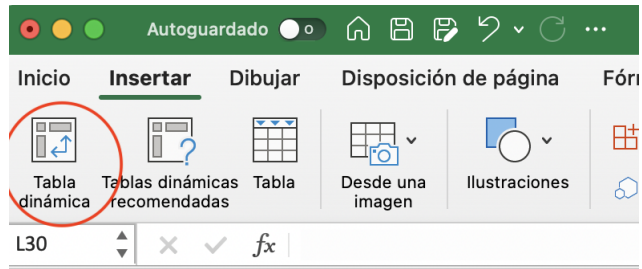 Autoguardado
Inicio Insertar Dibujar Disposición de página Fór
Tabla dinámica
Tablas dinámicas recomendadas
Tabla
Desde una imagen
Ilustraciones
L30 fx